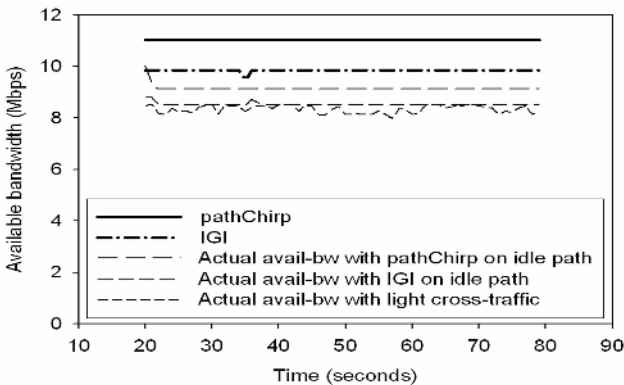 12
10
8
6
4
2
0
Available bandwidth (Mbps)
pathChirp
IGI
Actual avail-bw with pathChirp on idle path
Actual avail-bw with IGI on idle path
Actual avail-bw with light cross-traffic
10 20 30 40 50 60 70 80 90
Time (seconds)